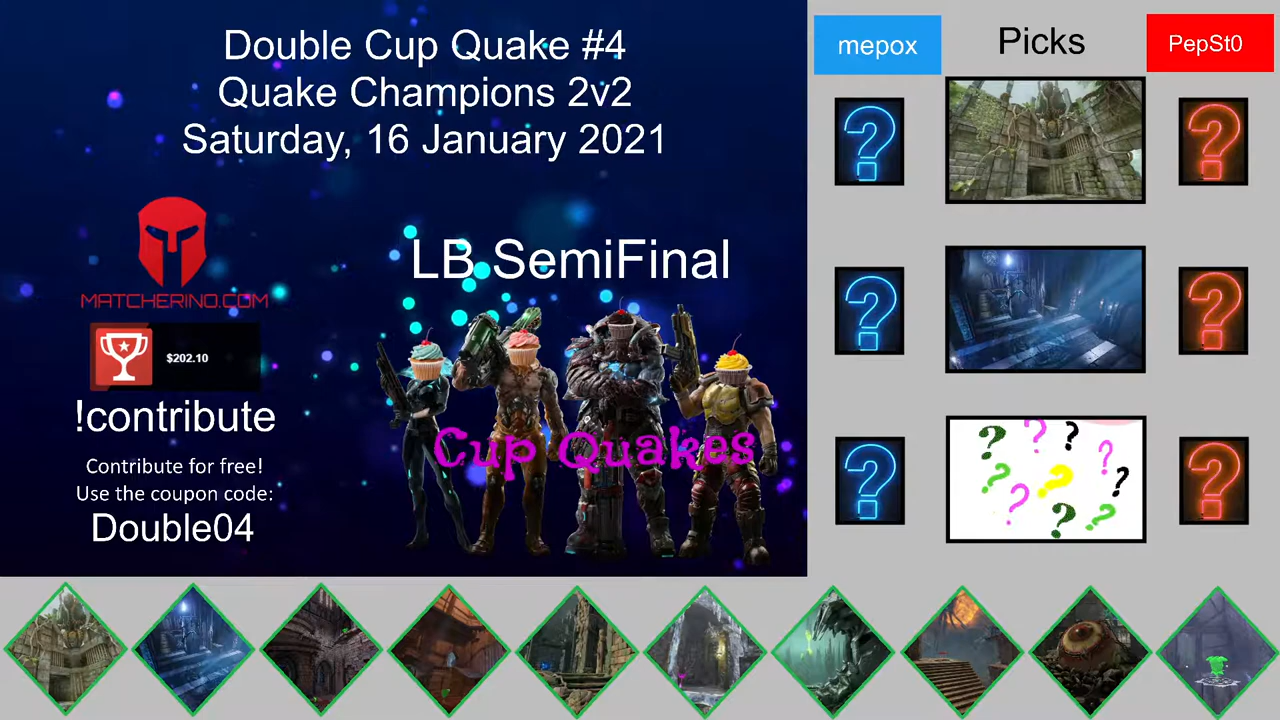 Double Cup Quake #4
Quake Champions 2v2
Saturday, 16 January 2021
LB SemiFinal
MATCHERINO.COM
$202.10
!contribute
Contribute for free!
Use the coupon code:
Double04
Cup Quakes
mepox
Picks
PepSt0
?
?
?
?
?
?
? ? ? ? ? ? ? ? ? ? ?